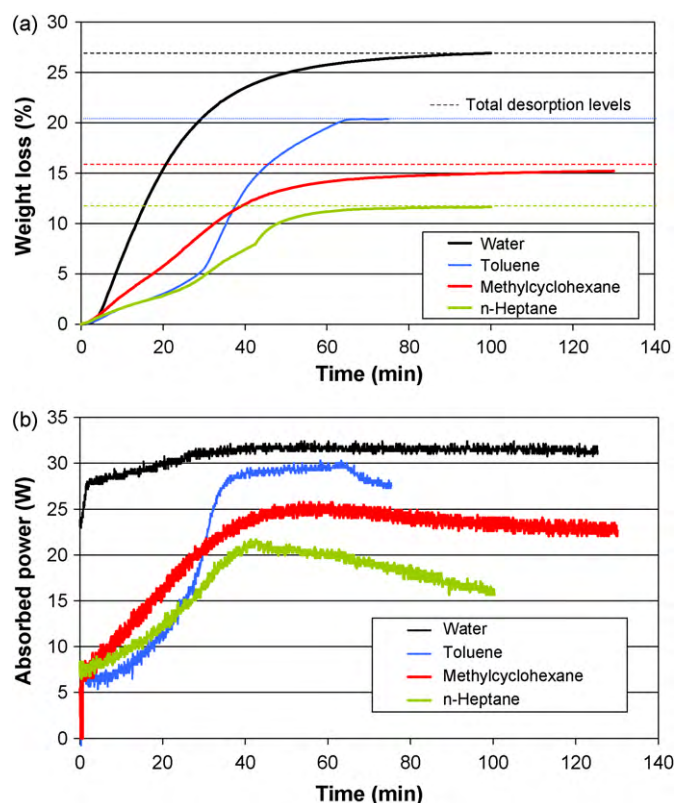 (a)
Weight loss (%)
30
25
20
15
10
5
0
Total desorption levels
Water
Toluene
Methylcyclohexane
n-Heptane
0 20 40 60 80 100 120 140
Time (min)
(b)
Absorbed power (W)
35
30
25
20
15
10
5
0
Water
Toluene
Methylcyclohexane
n-Heptane
0 20 40 60 80 100 120 140
Time (min)